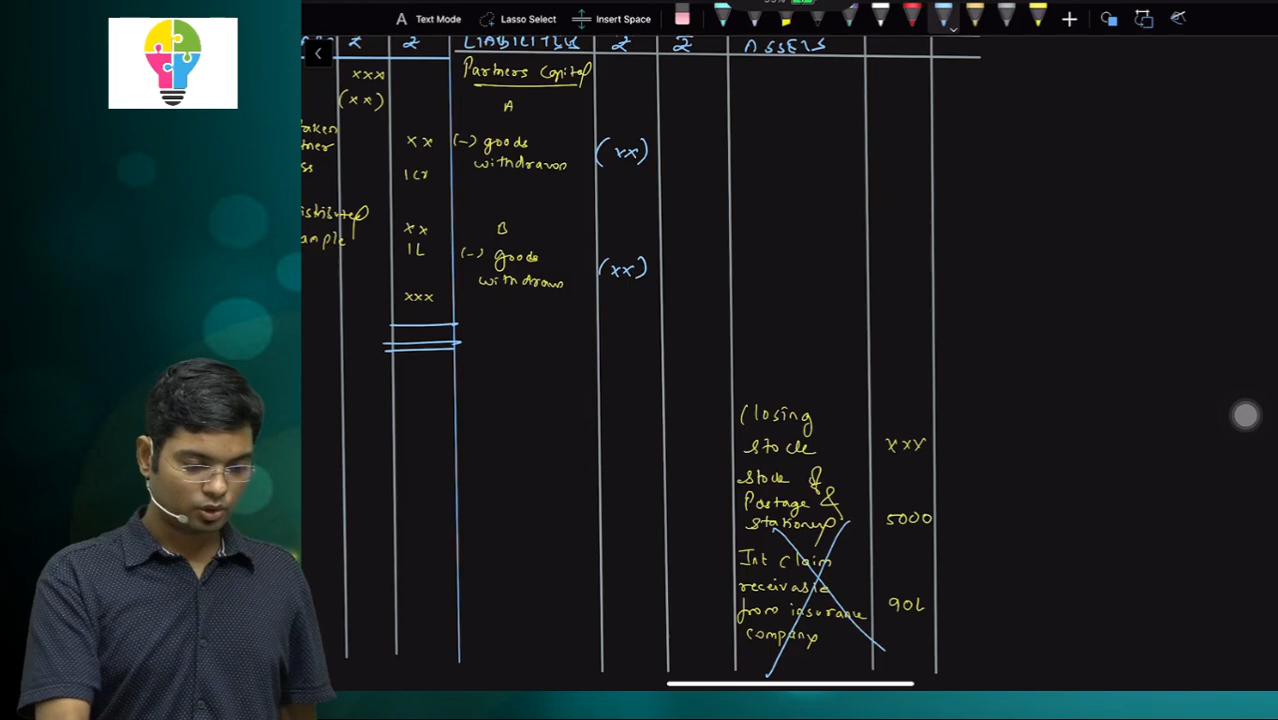 Text Mode
Lasso Select
Insert Space
₹ ₹ LIABILITIES ₹ ₹ ASSETS
Partners Capital
xxx
(xx)
A
taken
xx (-) goods
(xx)
withdrawn
1Cr
xx B
1L (-) goods
(xx)
withdrawn
xxx
Closing
stock xxx
stock of
Postage &
stationery 5000
Int claim
receivable
from insurance 90L
company